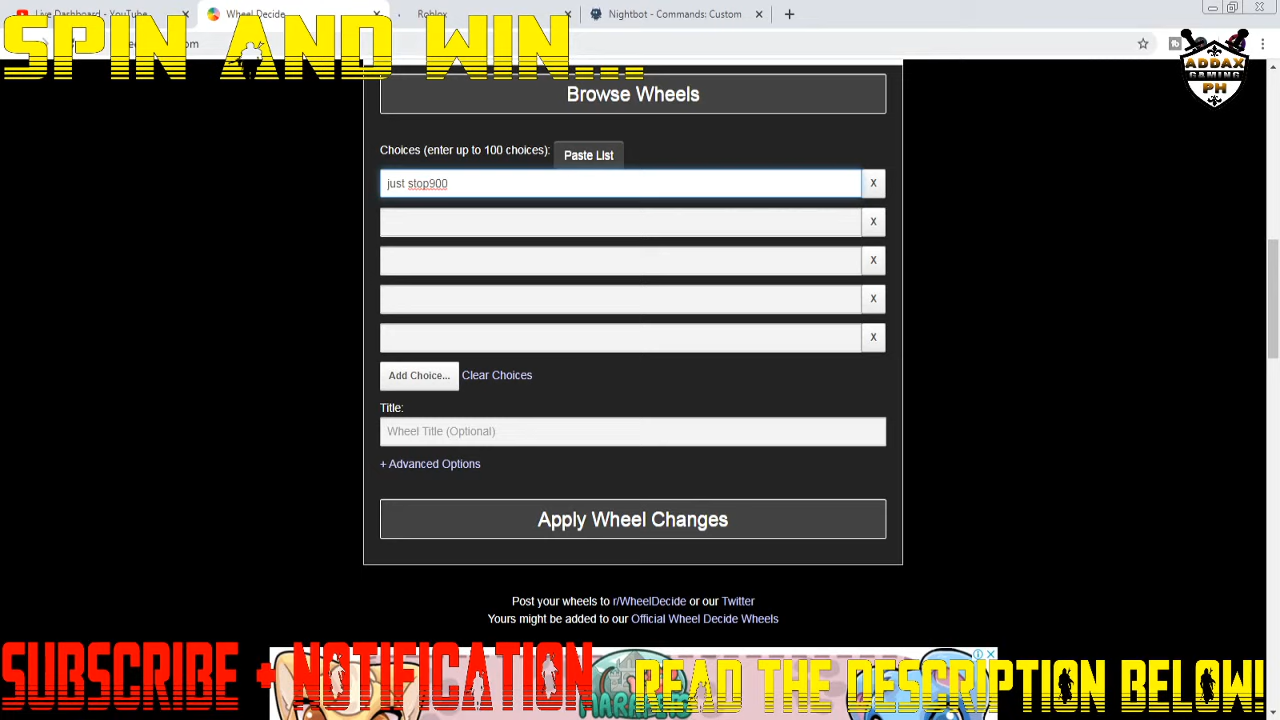 Live Dashboard - YouTube
Wheel Decide
Roblox
Nightbot - Commands: Custom
SPIN AND WIN...
ADDAX
GAMING
PH
Browse Wheels
Choices (enter up to 100 choices):
Paste List
just stop900
X
X
X
X
X
Add Choice...
Clear Choices
Title:
Wheel Title (Optional)
+ Advanced Options
Apply Wheel Changes
Post your wheels to r/WheelDecide or our Twitter
Yours might be added to our Official Wheel Decide Wheels
SUBSCRIBE + NOTIFICATION
READ THE DESCRIPTION BELOW!